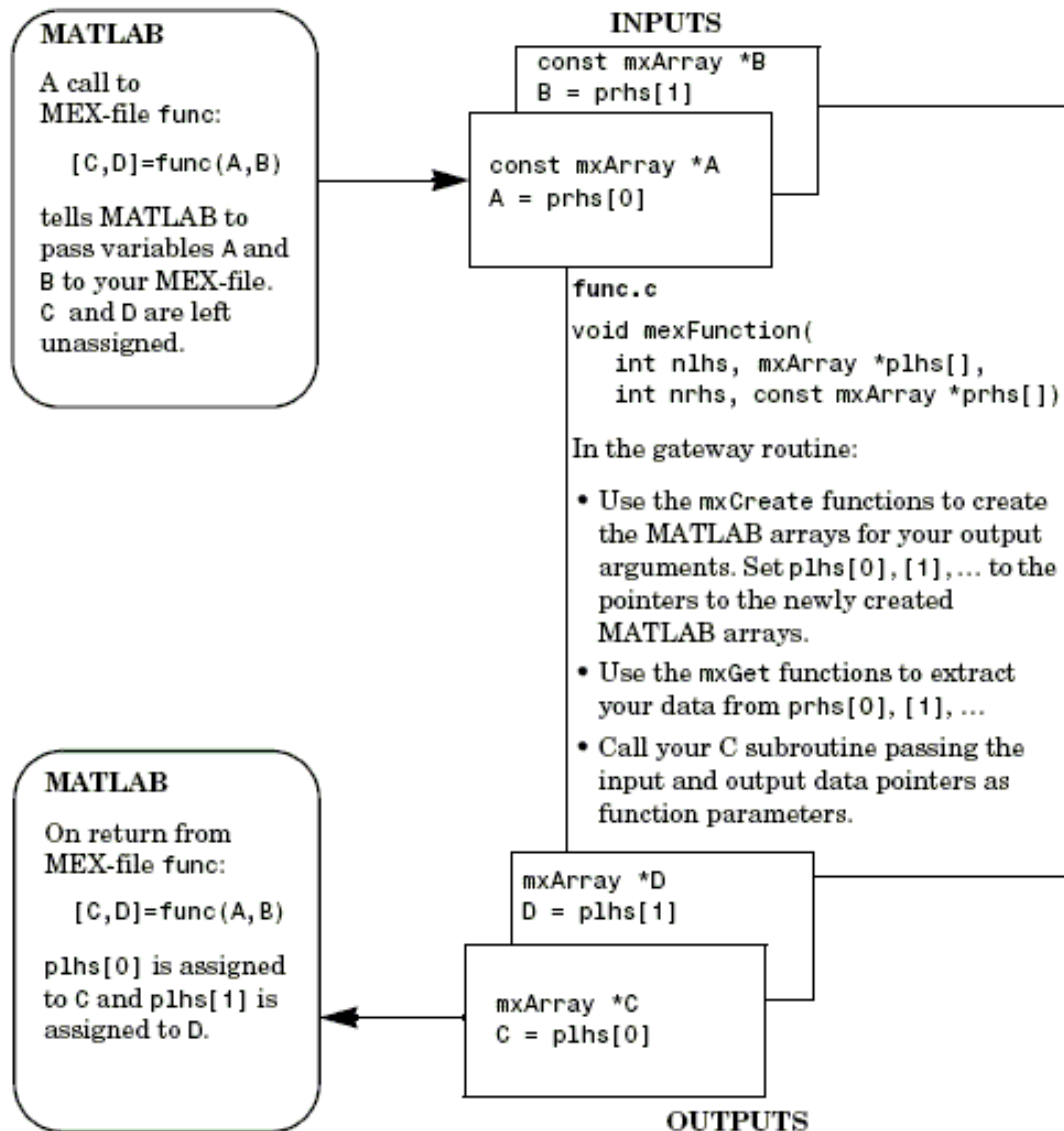 MATLAB
A call to
MEX-file func:
[C,D]=func(A,B)
tells MATLAB to
pass variables A and
B to your MEX-file.
C and D are left
unassigned.
INPUTS
const mxArray *B
B = prhs[1]
const mxArray *A
A = prhs[0]
func.c
void mexFunction(
int nlhs, mxArray *plhs[],
int nrhs, const mxArray *prhs[])
In the gateway routine:
• Use the mxCreate functions to create
the MATLAB arrays for your output
arguments. Set plhs[0], [1], ... to the
pointers to the newly created
MATLAB arrays.
• Use the mxGet functions to extract
your data from prhs[0], [1], ...
• Call your C subroutine passing the
input and output data pointers as
function parameters.
MATLAB
On return from
MEX-file func:
[C,D]=func(A,B)
plhs[0] is assigned
to C and plhs[1] is
assigned to D.
mxArray *D
D = plhs[1]
mxArray *C
C = plhs[0]
OUTPUTS